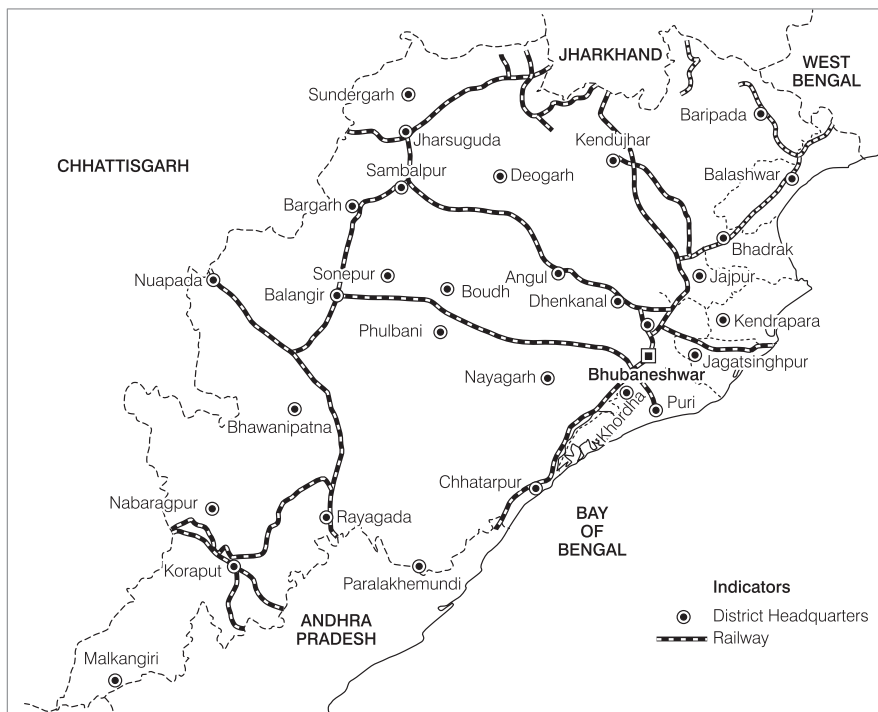 JHARKHAND
WEST
BENGAL
Sundergarh
Baripada
Jharsuguda
Kendujhar
CHHATTISGARH
Sambalpur
Deogarh
Balashwar
Bargarh
Bhadrak
Nuapada
Sonepur
Angul
Jajpur
Balangir
Boudh
Dhenkanal
Phulbani
Kendrapara
Jagatsinghpur
Bhubaneshwar
Nayagarh
Khordha
Puri
Bhawanipatna
Chhatarpur
Nabaragpur
Rayagada
BAY
OF
BENGAL
Koraput
Paralakhemundi
Indicators
District Headquarters
Railway
ANDHRA
PRADESH
Malkangiri